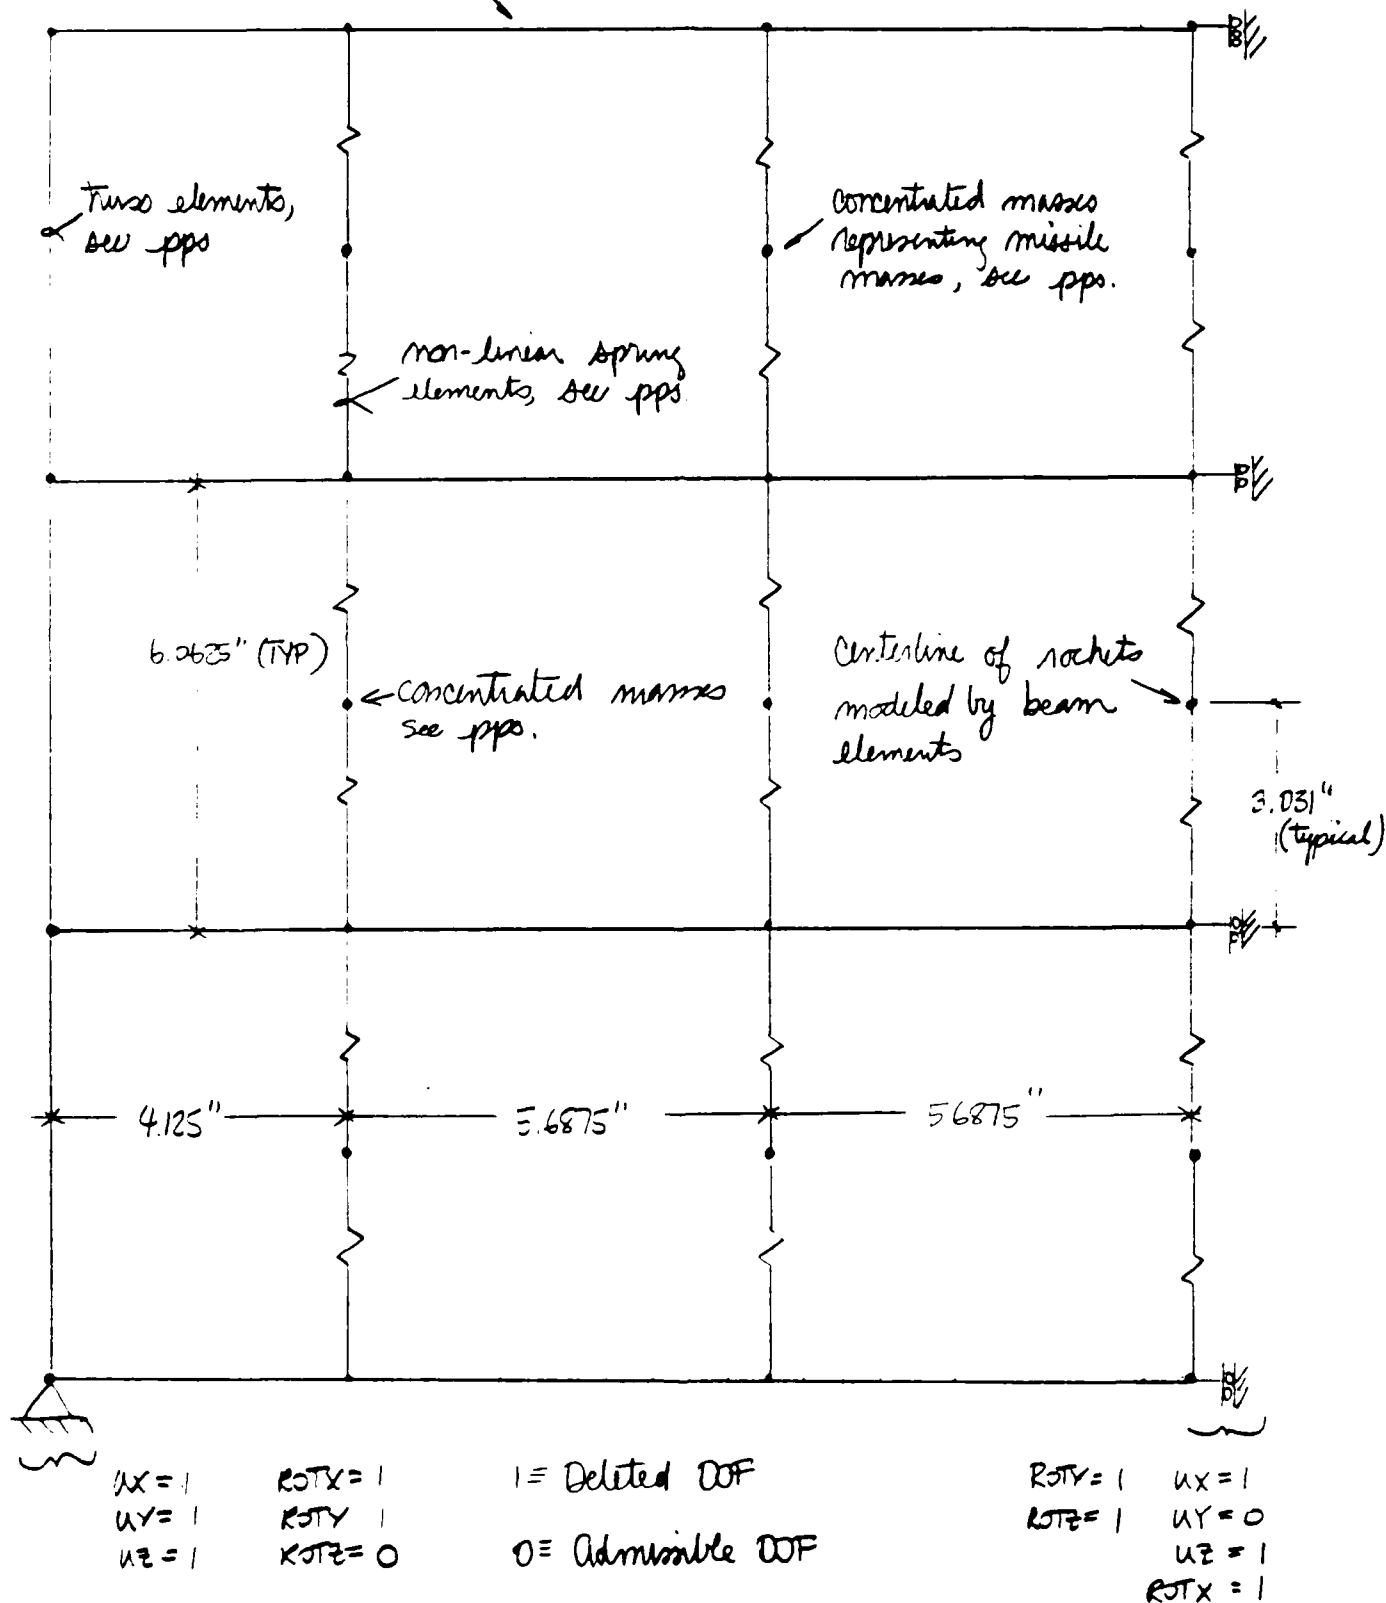 Truss elements,
see pps
concentrated masses
representing missile
masses, see pps.
non-linear spring
elements, see pps
6.0625" (TYP)
concentrated masses
see pps.
Centerline of rockets
modeled by beam
elements
3.031"
(typical)
4.125"
5.6875"
5.6875"
UX = 1 ROTX = 1 1 ≡ Deleted DOF ROTY = 1 UX = 1
UY = 1 ROTY 1 ROTZ = 1 UY = 0
UZ = 1 ROTZ = 0 0 ≡ Admissible DOF UZ = 1
ROTX = 1